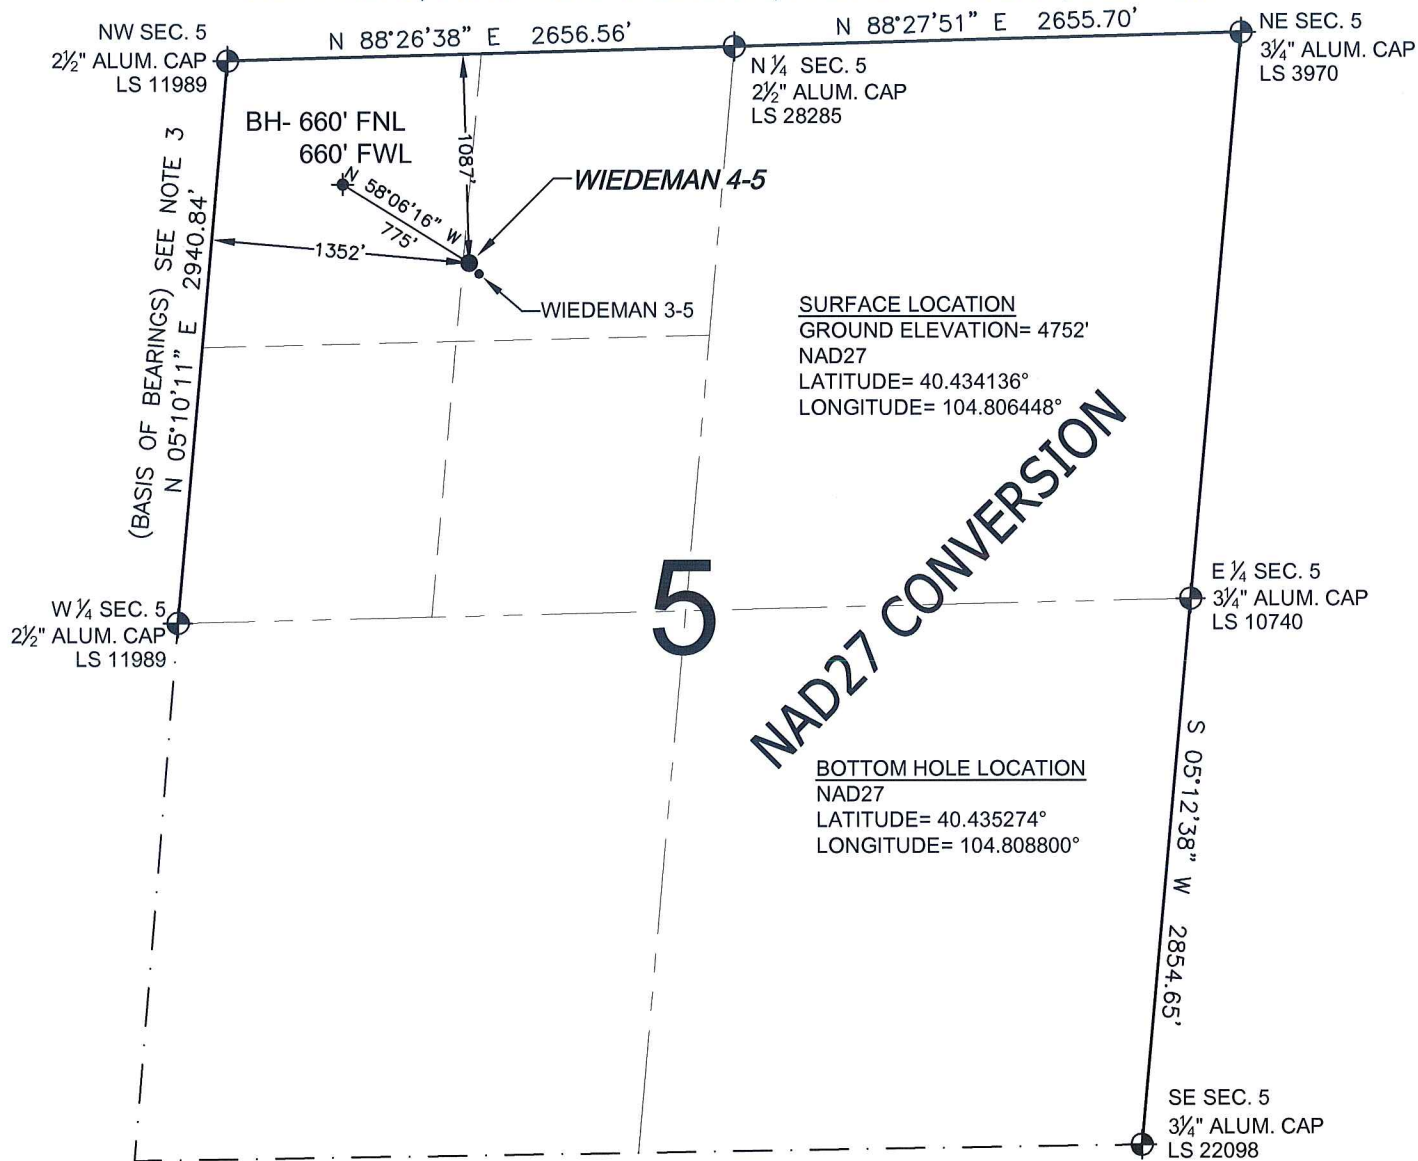 NW SEC. 5
2½" ALUM. CAP
LS 11989
N 88°26'38" E 2656.56'
N ¼ SEC. 5
2½" ALUM. CAP
LS 28285
N 88°27'51" E 2655.70'
NE SEC. 5
3¼" ALUM. CAP
LS 3970
BH- 660' FNL
660' FWL
N 58°06'16" W
775'
1087'
1352'
WIEDEMAN 4-5
WIEDEMAN 3-5
(BASIS OF BEARINGS) SEE NOTE 3
N 05°10'11" E 2940.84'
SURFACE LOCATION
GROUND ELEVATION= 4752'
NAD27
LATITUDE= 40.434136°
LONGITUDE= 104.806448°
NAD27 CONVERSION
5
W ¼ SEC. 5
2½" ALUM. CAP
LS 11989
E ¼ SEC. 5
3¼" ALUM. CAP
LS 10740
BOTTOM HOLE LOCATION
NAD27
LATITUDE= 40.435274°
LONGITUDE= 104.808800°
S 05°12'38" W 2854.65'
SE SEC. 5
3¼" ALUM. CAP
LS 22098